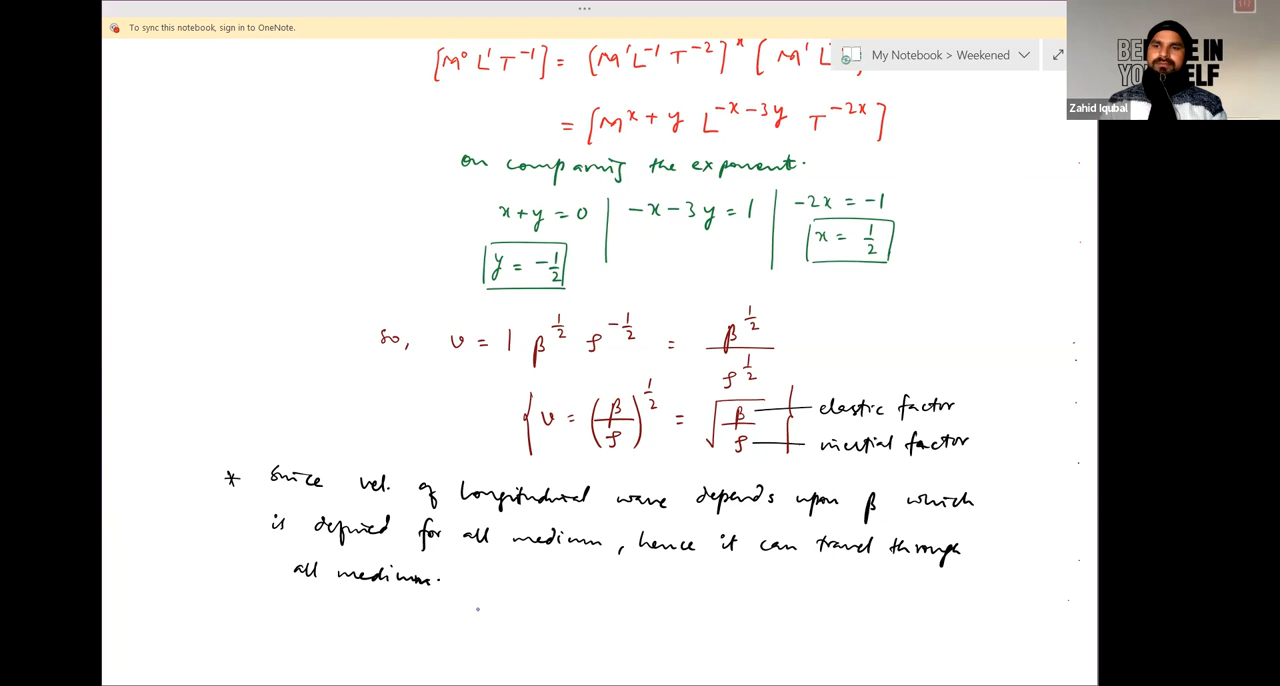 To sync this notebook, sign in to OneNote.
My Notebook > Weekened
Zahid Iqubal
[M⁰ L¹ T⁻¹] = (M¹ L⁻¹ T⁻²]ˣ [M¹ L
= [Mˣ⁺ʸ L⁻ˣ⁻³ʸ T⁻²ˣ]
on comparing the exponent.
x + y = 0 | -x - 3y = 1 | -2x = -1
y = -1/2
x = 1/2
So, v = 1 β^1/2 ρ^-1/2 = β^1/2 / ρ^1/2
{ v = (β/ρ)^1/2 = √(β/ρ) }
elastic factor
inertial factor
* Since vel. of longitudinal wave depends upon β which
is defined for all medium, hence it can travel through
all medium.